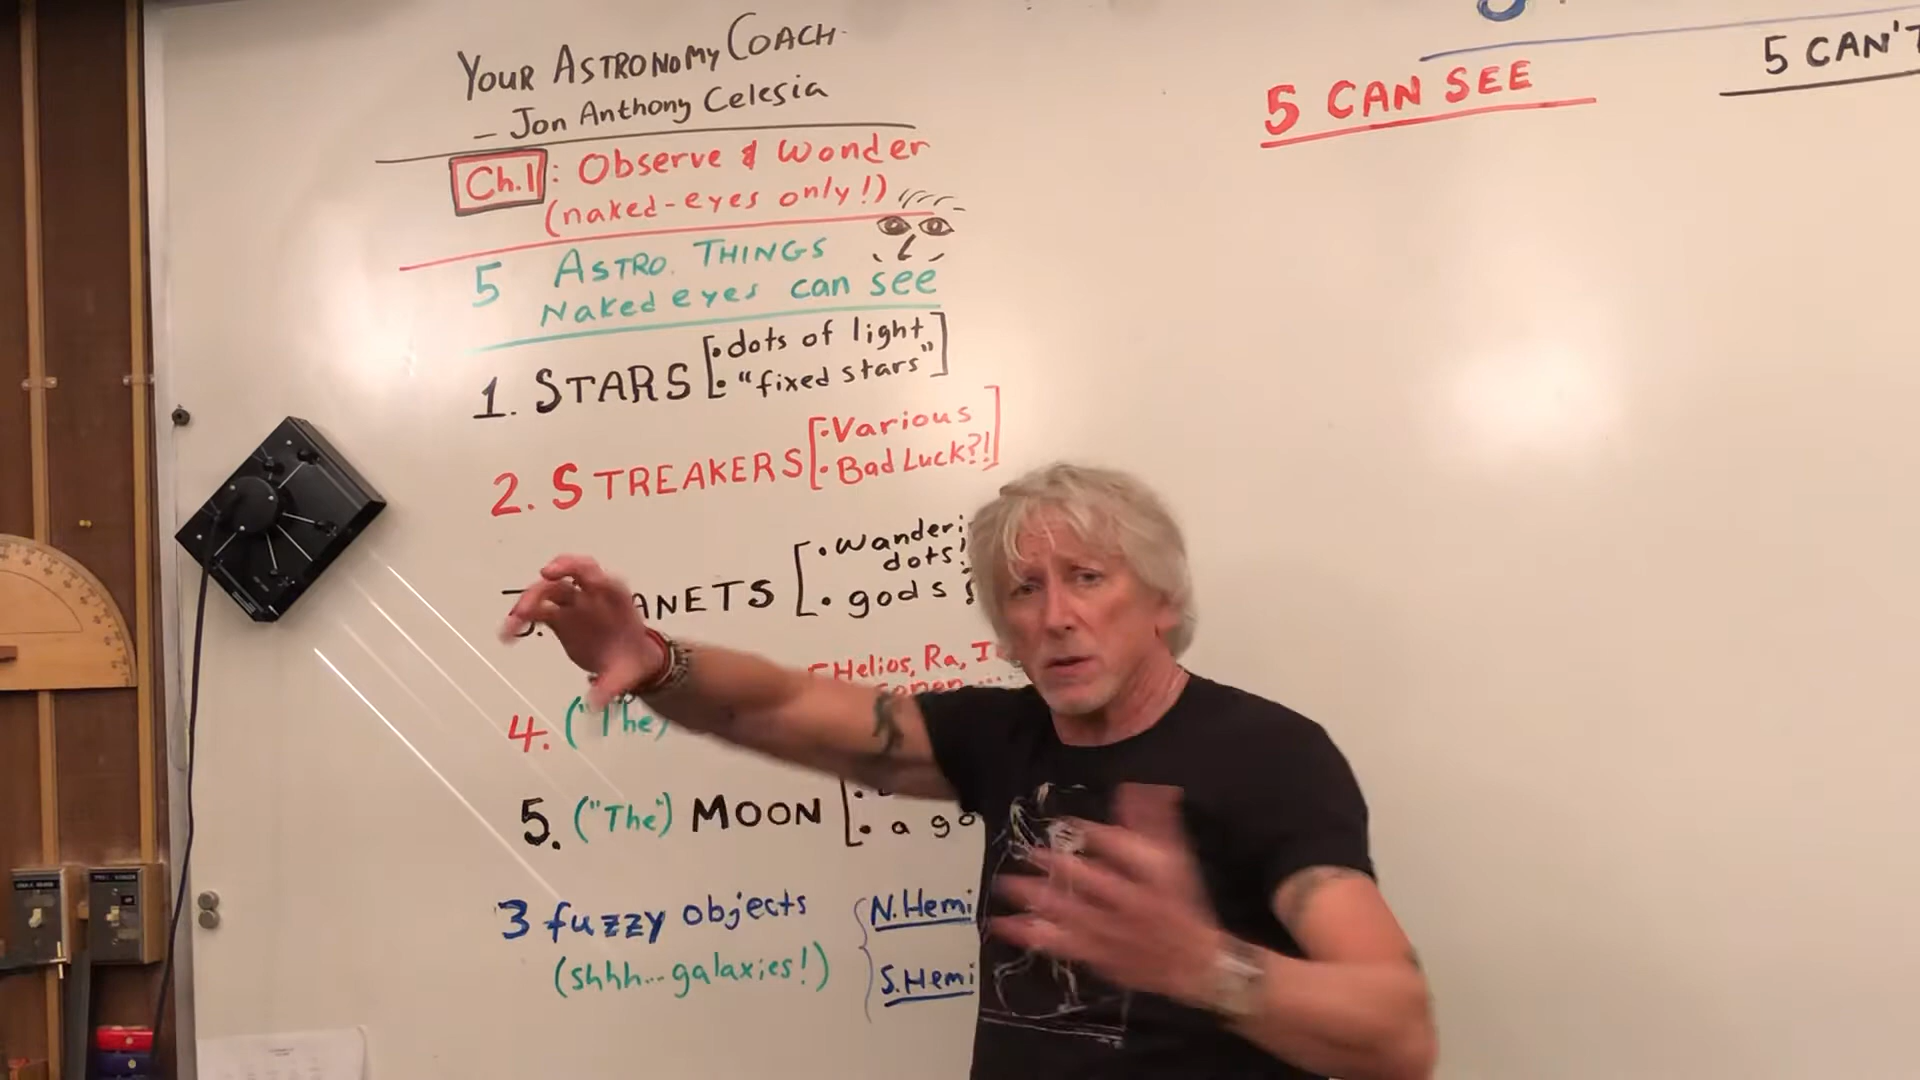 YOUR ASTRONOMY COACH
- Jon Anthony Celesia
Ch.1: Observe & Wonder
(naked-eyes only!)
5 ASTRO. THINGS
Naked eyes can see
1. STARS
• dots of light
• "fixed stars"
2. STREAKERS
• Various
• Bad Luck?!
ANETS
• Wander
dots
• gods
4. ("The)
Helios, Ra,
5. ("The") MOON
• a go
3 fuzzy objects
(shhh... galaxies!)
N.Hemi
S.Hemi
5 CAN SEE
5 CAN'T